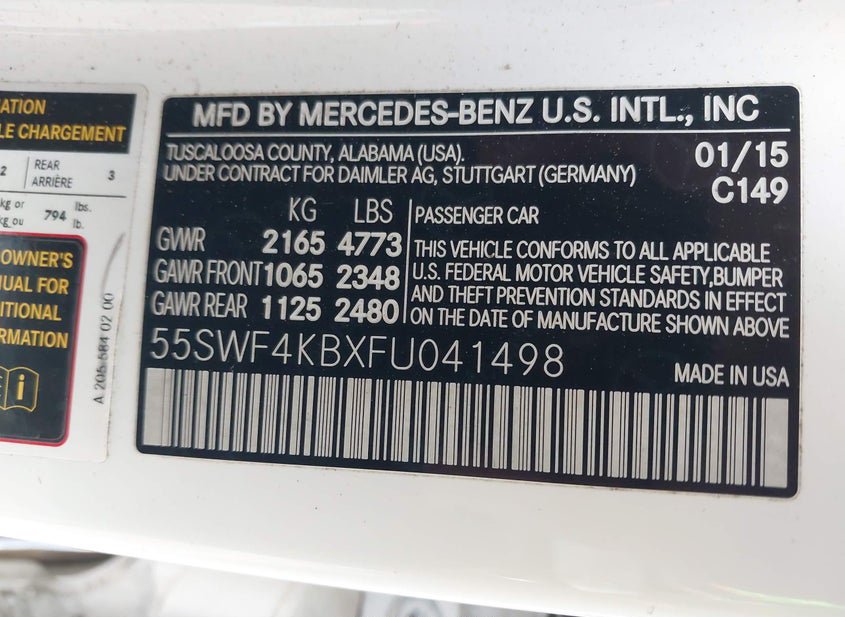 ATION
LE CHARGEMENT
2 REAR ARRIÈRE 3
kg or
kg ou 794 lbs. lb.
OWNER'S
NUAL FOR
ITIONAL
FORMATION
A 205 584 02 00
MFD BY MERCEDES-BENZ U.S. INTL., INC
TUSCALOOSA COUNTY, ALABAMA (USA). 01/15
UNDER CONTRACT FOR DAIMLER AG, STUTTGART (GERMANY) C149
KG LBS PASSENGER CAR
GVWR 2165 4773 THIS VEHICLE CONFORMS TO ALL APPLICABLE
GAWR FRONT 1065 2348 U.S. FEDERAL MOTOR VEHICLE SAFETY,BUMPER
GAWR REAR 1125 2480 AND THEFT PREVENTION STANDARDS IN EFFECT
ON THE DATE OF MANUFACTURE SHOWN ABOVE
55SWF4KBXFU041498 MADE IN USA